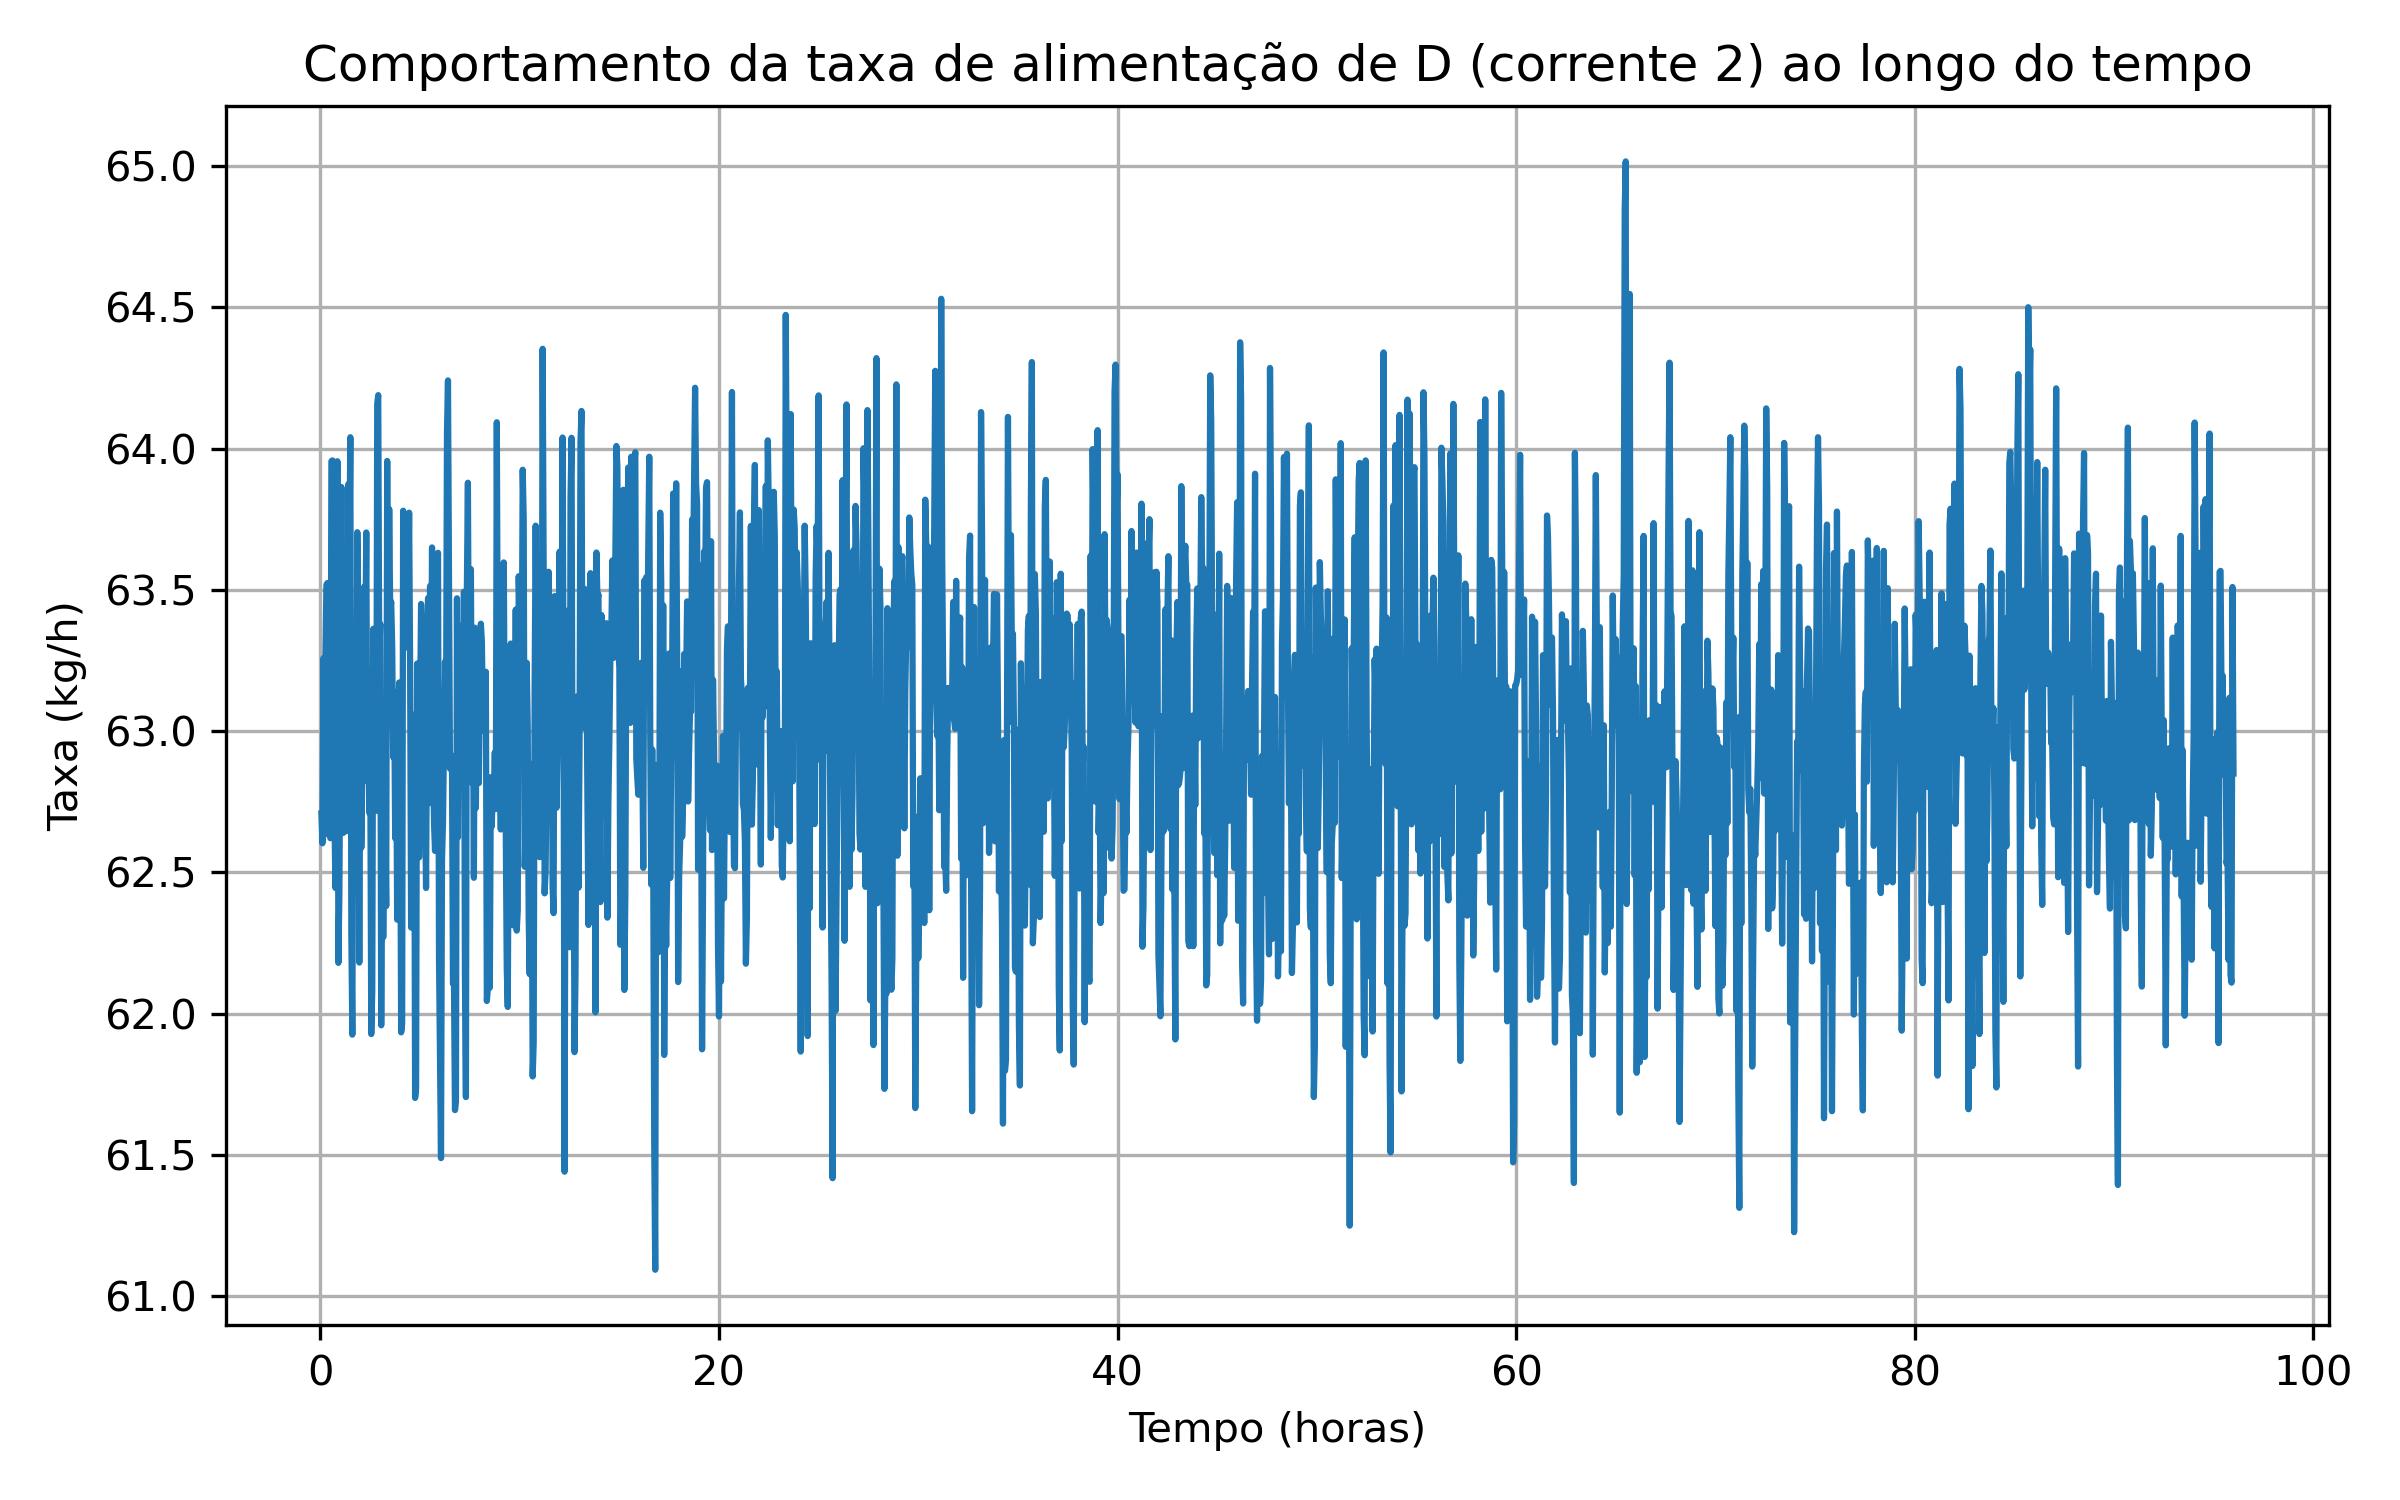 Comportamento da taxa de alimentação de D (corrente 2) ao longo do tempo
65.0
64.5
64.0
63.5
63.0
62.5
62.0
61.5
61.0
Taxa (kg/h)
0 20 40 60 80 100
Tempo (horas)